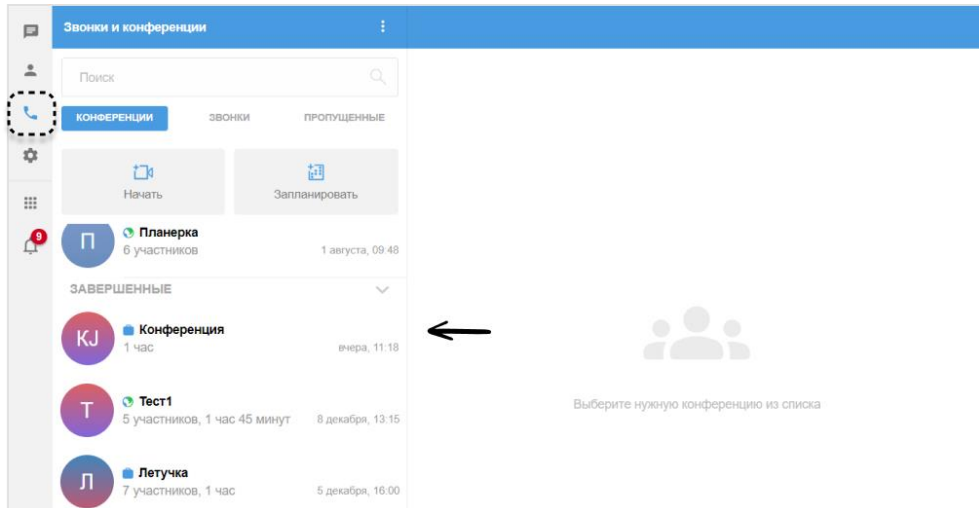 Звонки и конференции
Поиск
КОНФЕРЕНЦИИ ЗВОНКИ ПРОПУЩЕННЫЕ
Начать Запланировать
9
П
Планерка
6 участников 1 августа, 09:48
ЗАВЕРШЕННЫЕ
KJ
Конференция
1 час вчера, 11:18
Т
Тест1
5 участников, 1 час 45 минут 8 декабря, 13:15
Выберите нужную конференцию из списка
Л
Летучка
7 участников, 1 час 5 декабря, 16:00